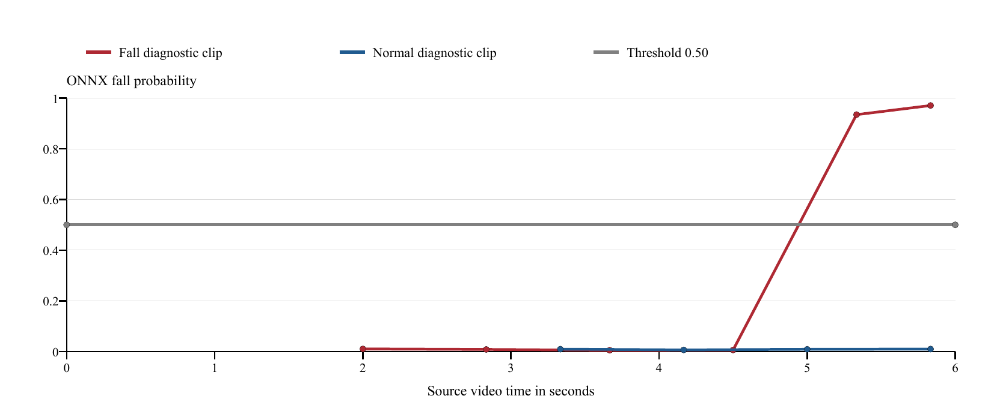 Fall diagnostic clip Normal diagnostic clip Threshold 0.50
ONNX fall probability
1
0.8
0.6
0.4
0.2
0
0 1 2 3 4 5 6
Source video time in seconds